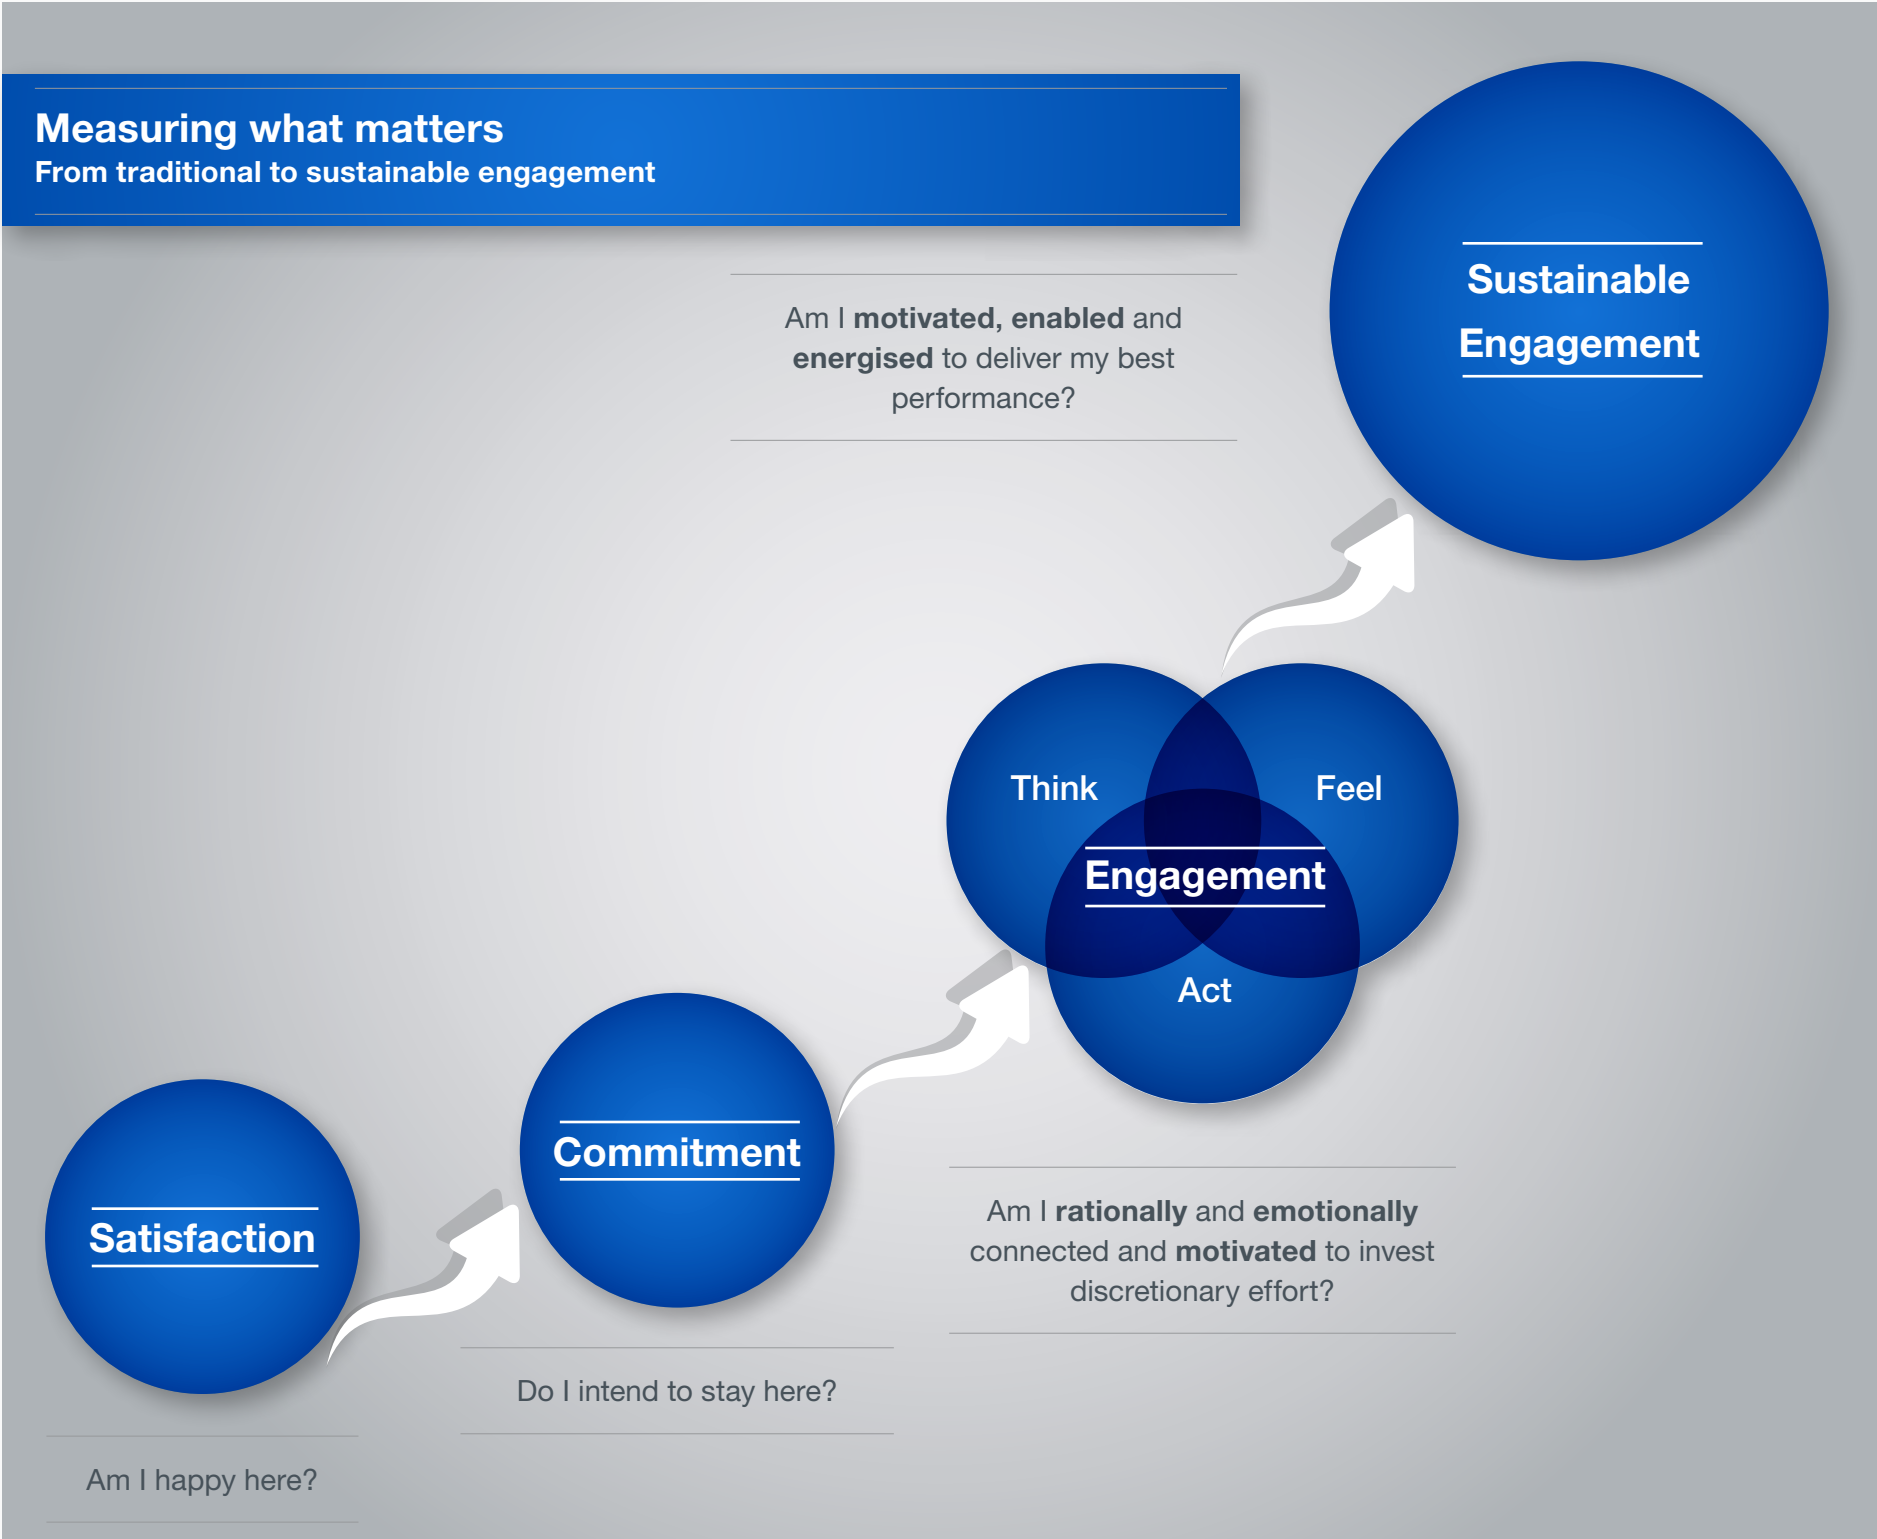 Measuring what matters
From traditional to sustainable engagement
Sustainable
Engagement
Am I motivated, enabled and
energised to deliver my best
performance?
Think
Feel
Engagement
Act
Commitment
Am I rationally and emotionally
connected and motivated to invest
discretionary effort?
Satisfaction
Do I intend to stay here?
Am I happy here?